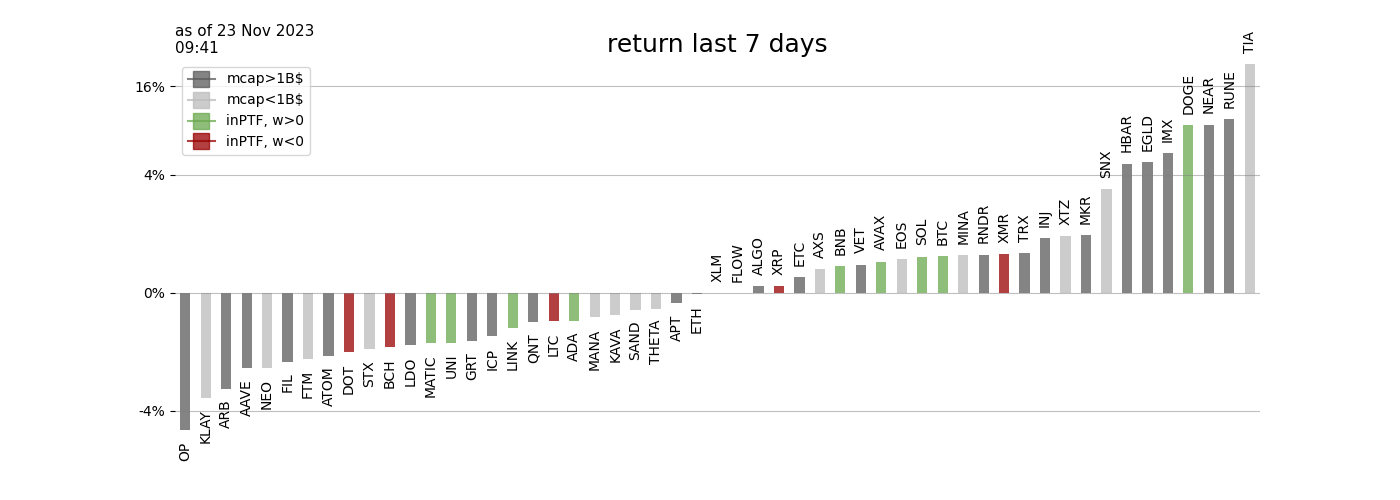 as of 23 Nov 2023
09:41
return last 7 days
mcap>1B$
mcap<1B$
inPTF, w>0
inPTF, w<0
16%
4%
0%
-4%
OP
KLAY
ARB
AAVE
NEO
FIL
FTM
ATOM
DOT
STX
BCH
LDO
MATIC
UNI
GRT
ICP
LINK
QNT
LTC
ADA
MANA
KAVA
SAND
THETA
APT
ETH
XLM
FLOW
ALGO
XRP
ETC
AXS
BNB
VET
AVAX
EOS
SOL
BTC
MINA
RNDR
XMR
TRX
INJ
XTZ
MKR
SNX
HBAR
EGLD
IMX
DOGE
NEAR
RUNE
TIA